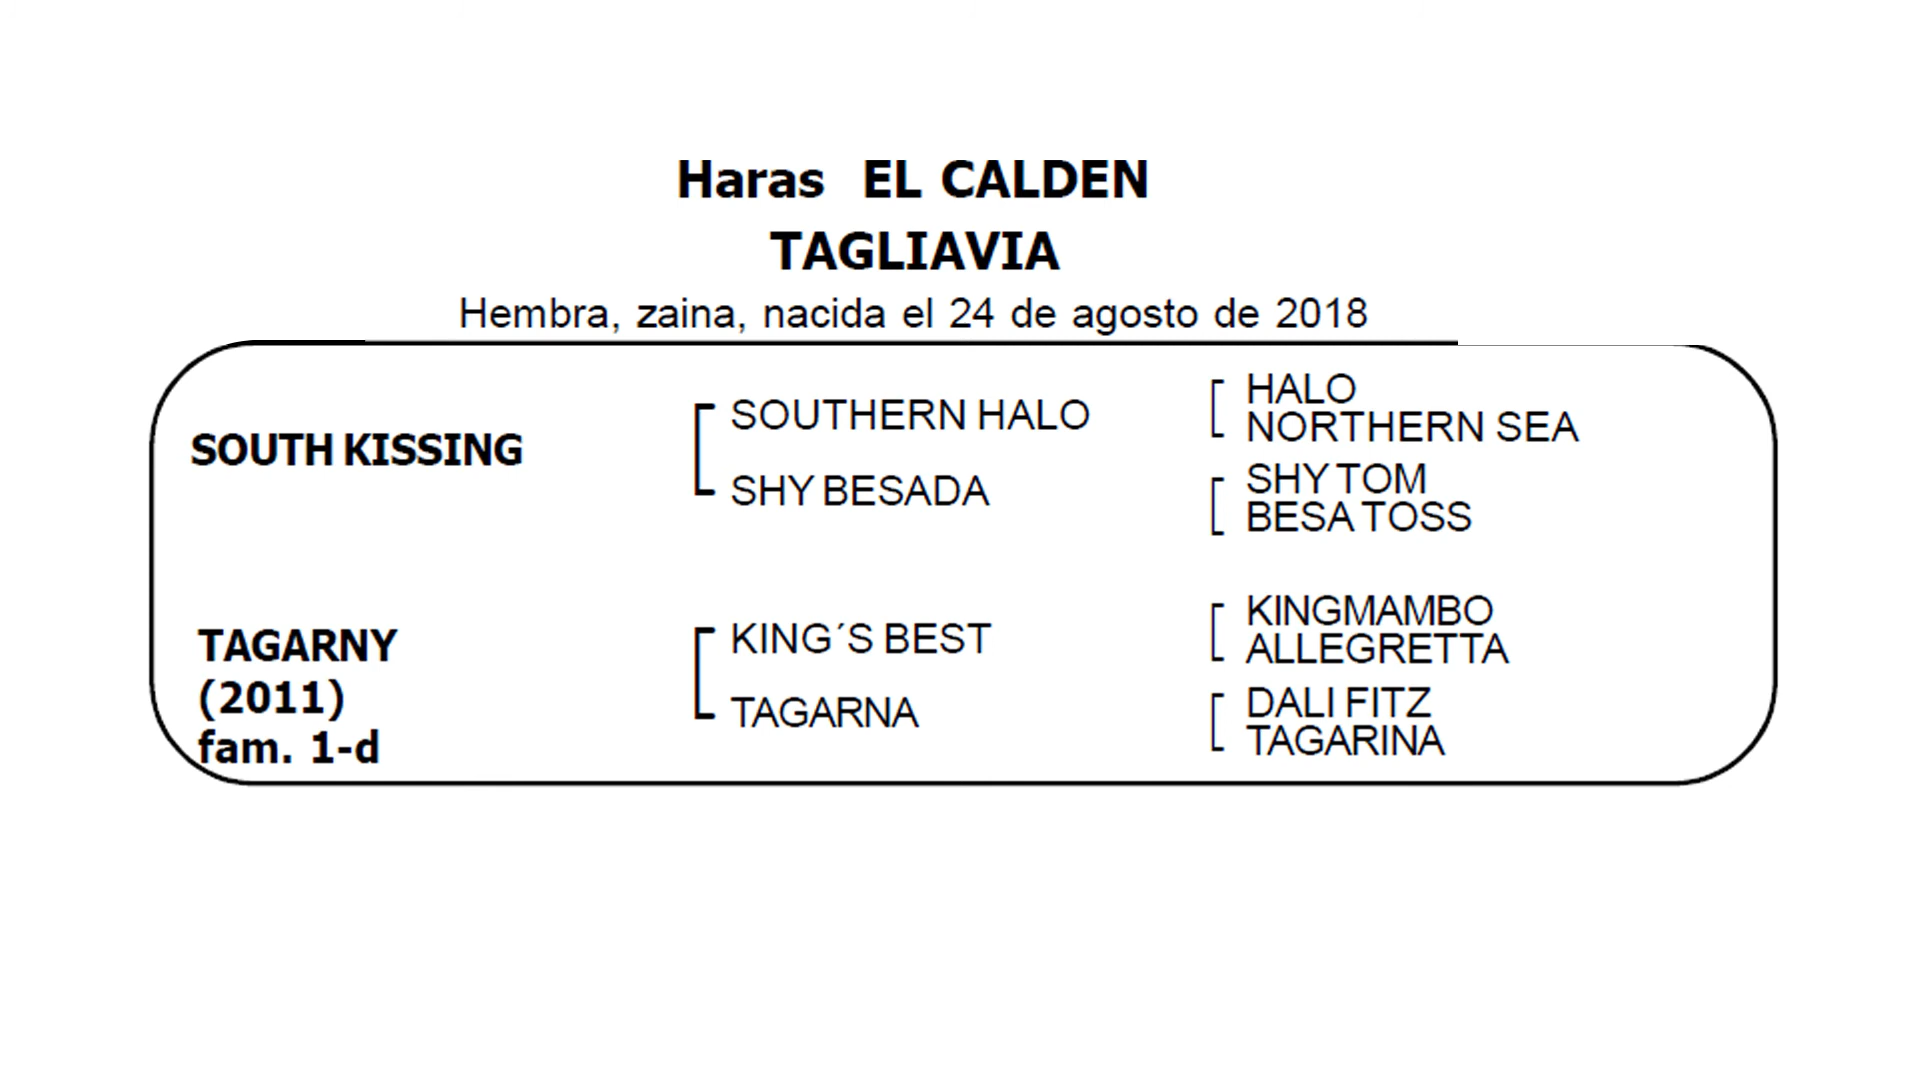 Haras EL CALDEN
TAGLIAVIA
Hembra, zaina, nacida el 24 de agosto de 2018
SOUTH KISSING
SOUTHERN HALO
HALO
NORTHERN SEA
SHY BESADA
SHY TOM
BESA TOSS
TAGARNY
(2011)
fam. 1-d
KING´S BEST
KINGMAMBO
ALLEGRETTA
TAGARNA
DALI FITZ
TAGARINA